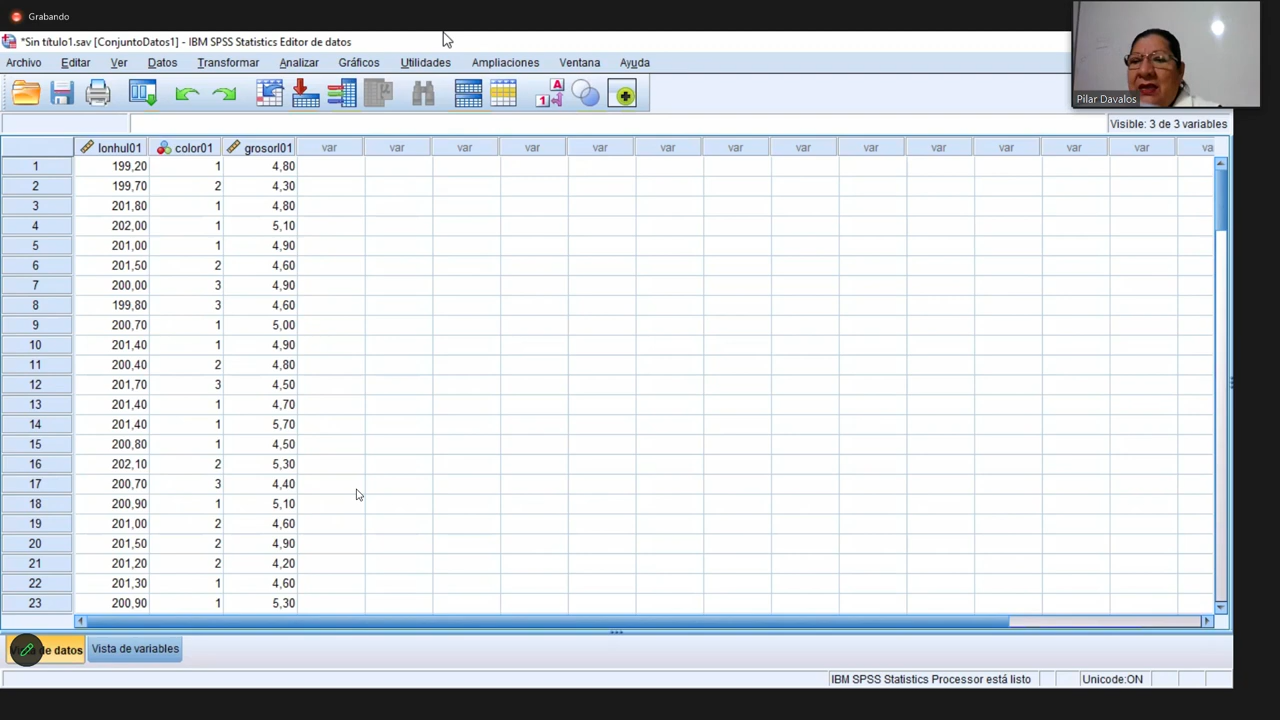 Grabando
*Sin título1.sav [ConjuntoDatos1] - IBM SPSS Statistics Editor de datos
Archivo Editar Ver Datos Transformar Analizar Gráficos Utilidades Ampliaciones Ventana Ayuda
Pilar Davalos
Visible: 3 de 3 variables
lonhul01 color01 grosorl01 var var var var var var var var var var var var var va
1 199,20 1 4,80
2 199,70 2 4,30
3 201,80 1 4,80
4 202,00 1 5,10
5 201,00 1 4,90
6 201,50 2 4,60
7 200,00 3 4,90
8 199,80 3 4,60
9 200,70 1 5,00
10 201,40 1 4,90
11 200,40 2 4,80
12 201,70 3 4,50
13 201,40 1 4,70
14 201,40 1 5,70
15 200,80 1 4,50
16 202,10 2 5,30
17 200,70 3 4,40
18 200,90 1 5,10
19 201,00 2 4,60
20 201,50 2 4,90
21 201,20 2 4,20
22 201,30 1 4,60
23 200,90 1 5,30
de datos Vista de variables
IBM SPSS Statistics Processor está listo Unicode:ON